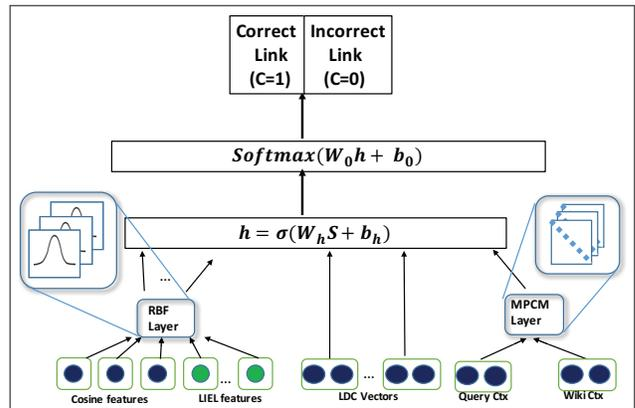 Correct Link (C=1)
Incorrect Link (C=0)
Softmax(W₀h + b₀)
h = σ(WₕS + bₕ)
...
RBF Layer
MPCM Layer
...
...
Cosine features
LIEL features
LDC Vectors
Query Ctx
Wiki Ctx